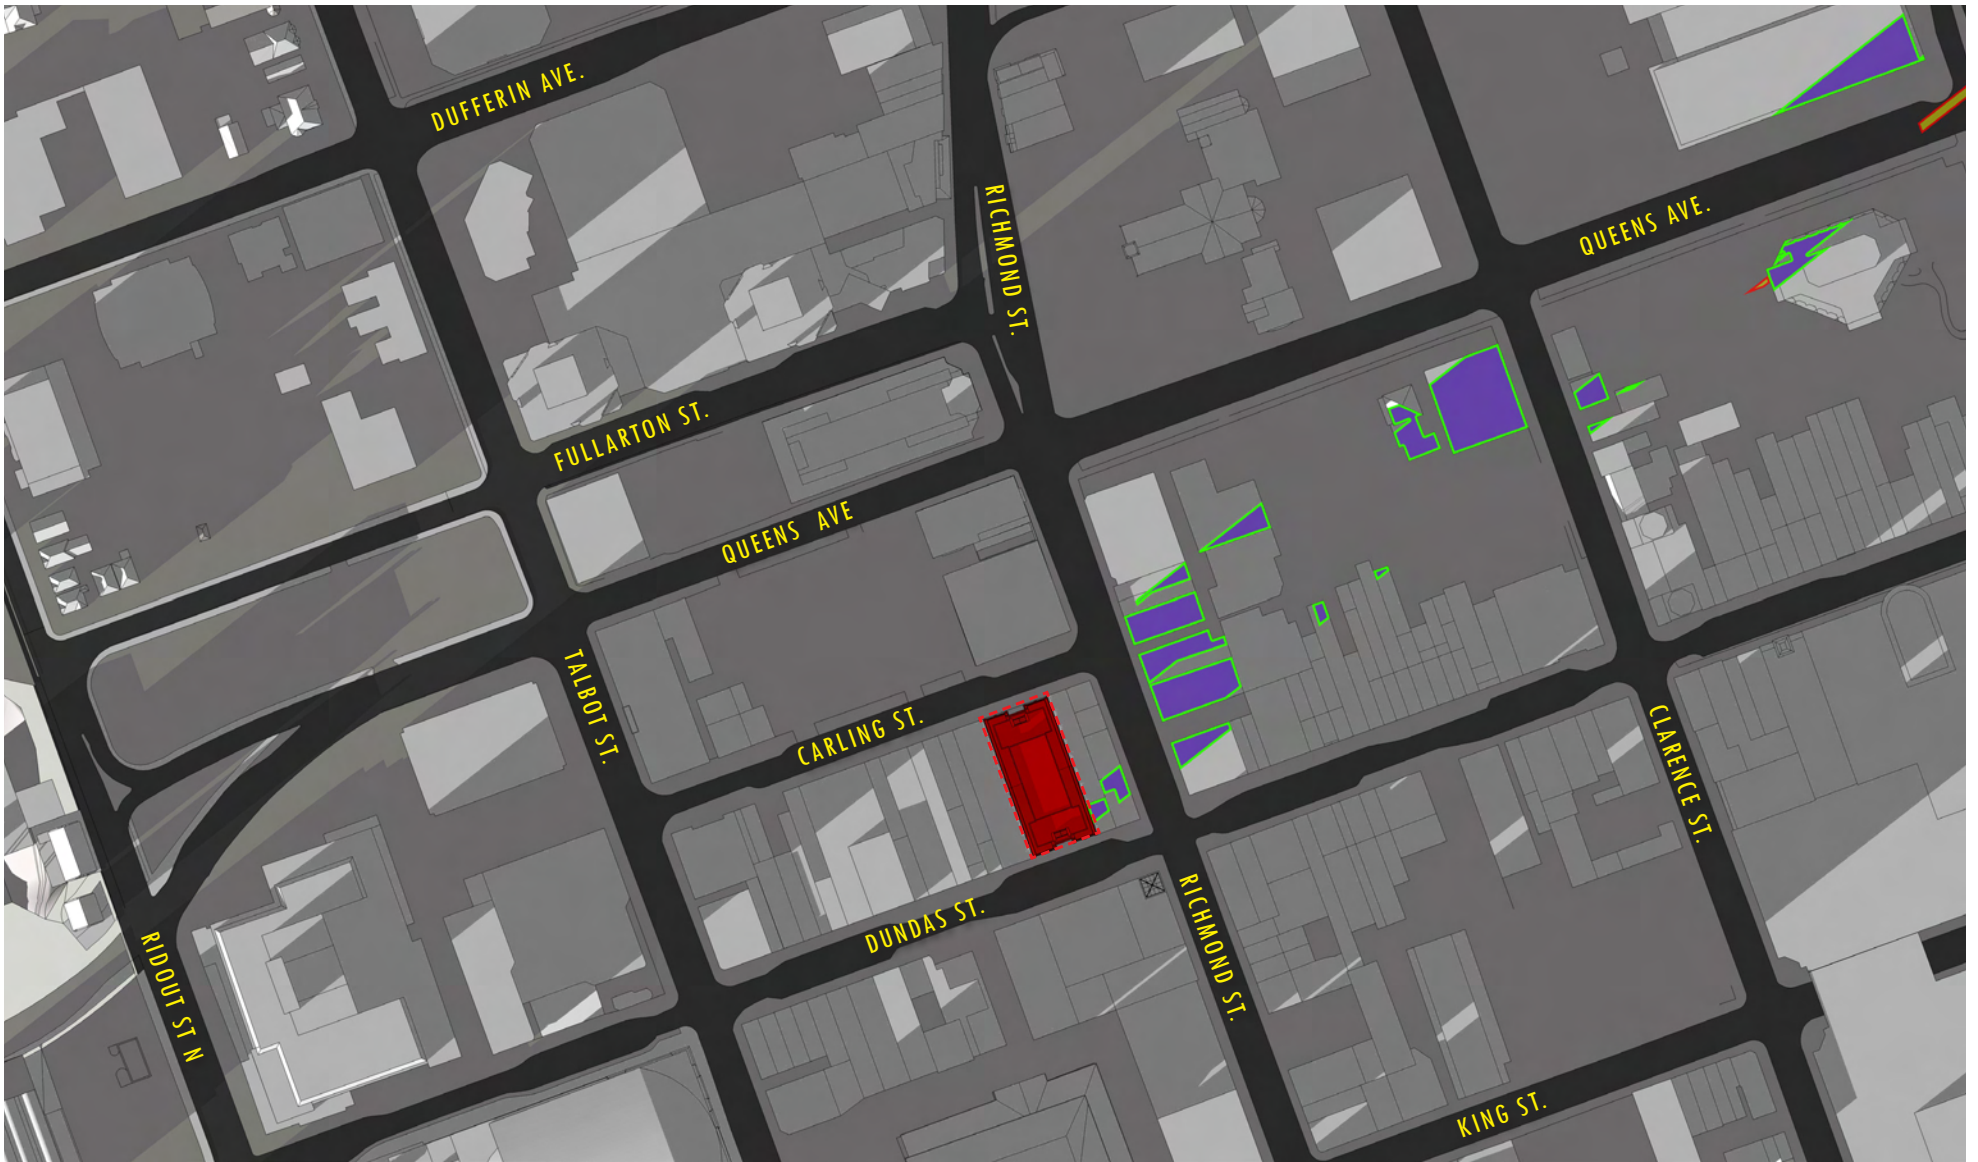 DUFFERIN AVE.
RICHMOND ST.
QUEENS AVE.
FULLARTON ST.
QUEENS AVE
TALBOT ST.
CARLING ST.
CLARENCE ST.
DUNDAS ST.
RICHMOND ST.
RIDOUT ST N
KING ST.